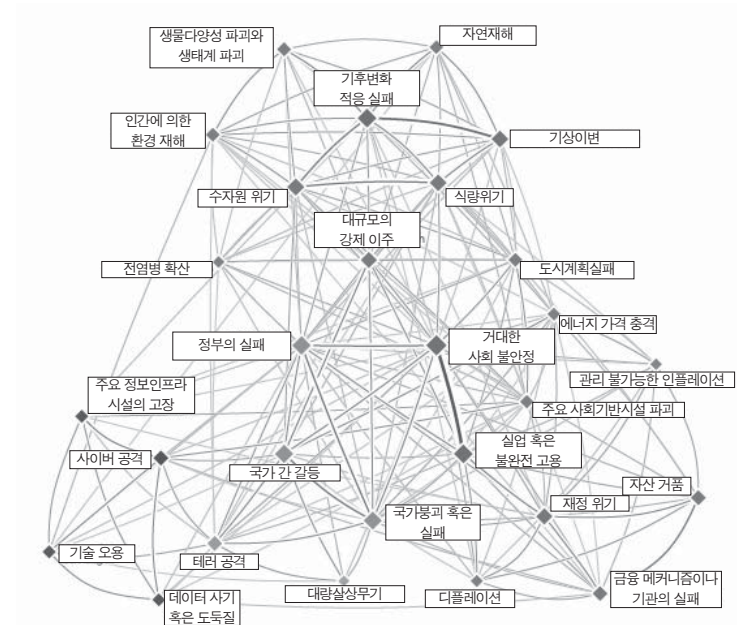 생물다양성 파괴와
생태계 파괴
자연재해
기후변화
적응 실패
인간에 의한
환경 재해
기상이변
수자원 위기
식량위기
대규모의
강제 이주
전염병 확산
도시계획실패
에너지 가격 충격
정부의 실패
거대한
사회 불안정
관리 불가능한 인플레이션
주요 정보인프라
시설의 고장
주요 사회기반시설 파괴
사이버 공격
국가 간 갈등
실업 혹은
불완전 고용
자산 거품
재정 위기
국가붕괴 혹은
실패
기술 오용
테러 공격
대량살상무기
디플레이션
금융 메커니즘이나
기관의 실패
데이터 사기
혹은 도둑질